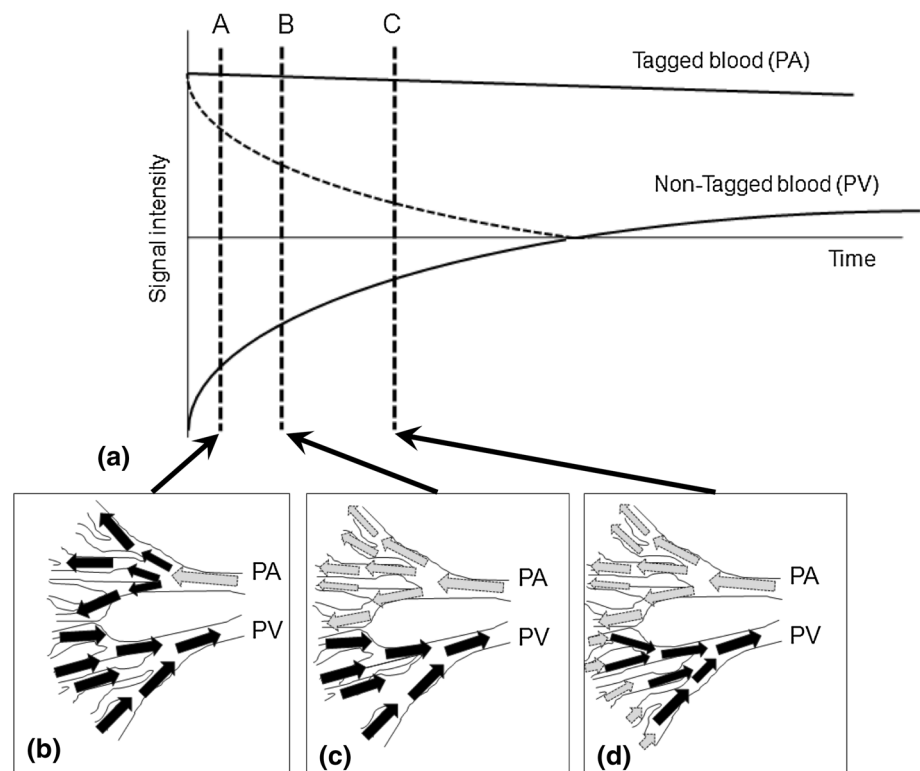 A B C
Tagged blood (PA)
Non-Tagged blood (PV)
Signal intensity
Time
(a)
PA
PV
(b)
PA
PV
(c)
PA
PV
(d)